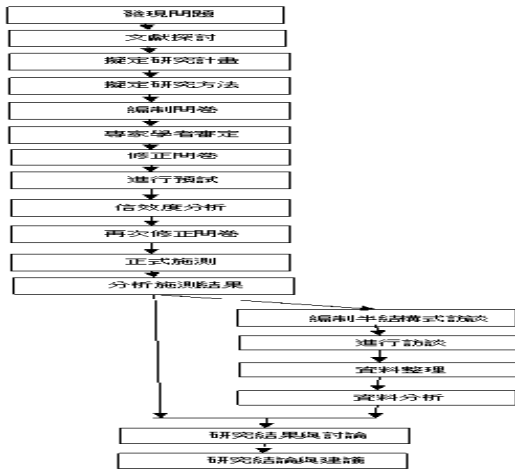 發現問題
文獻探討
擬定研究計畫
擬定研究方法
編制問卷
專家學者審定
修正問卷
進行預試
信效度分析
再次修正問卷
正式施測
分析施測結果
編制半結構式訪談
進行訪談
資料整理
資料分析
研究結果與討論
研究結論與建議